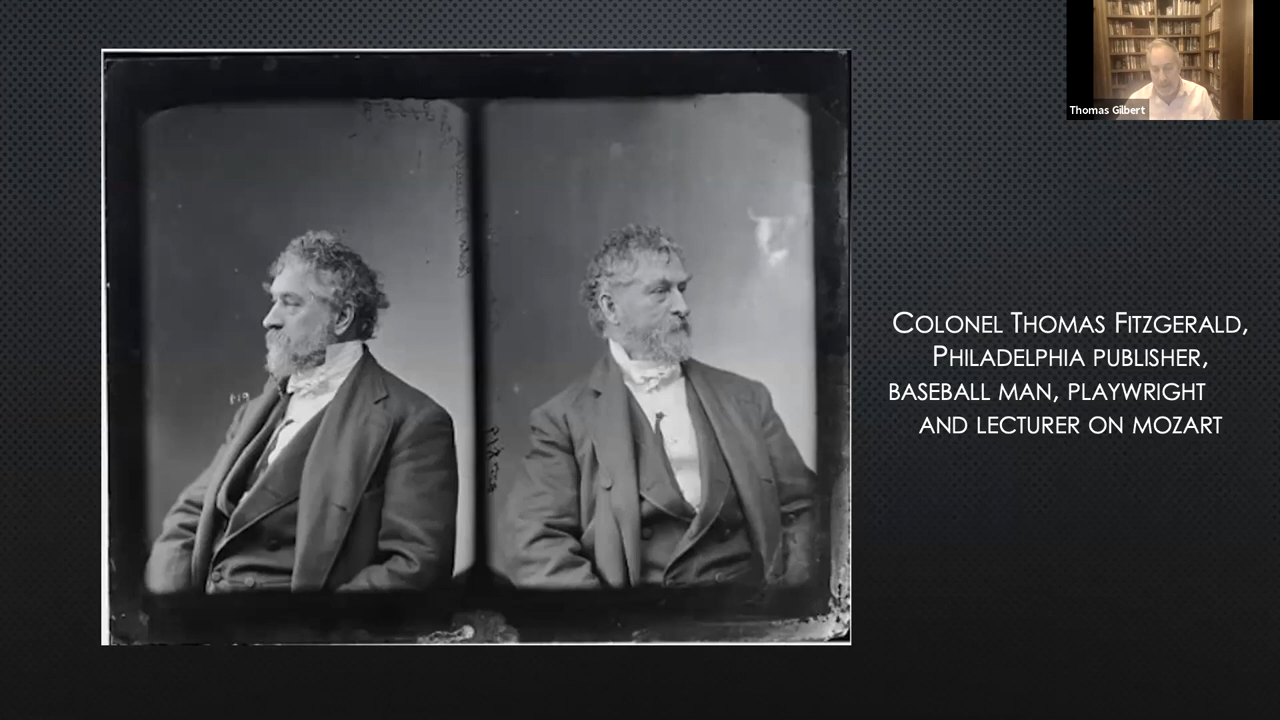 Thomas Gilbert
Colonel Thomas Fitzgerald,
Philadelphia publisher,
baseball man, playwright
and lecturer on Mozart